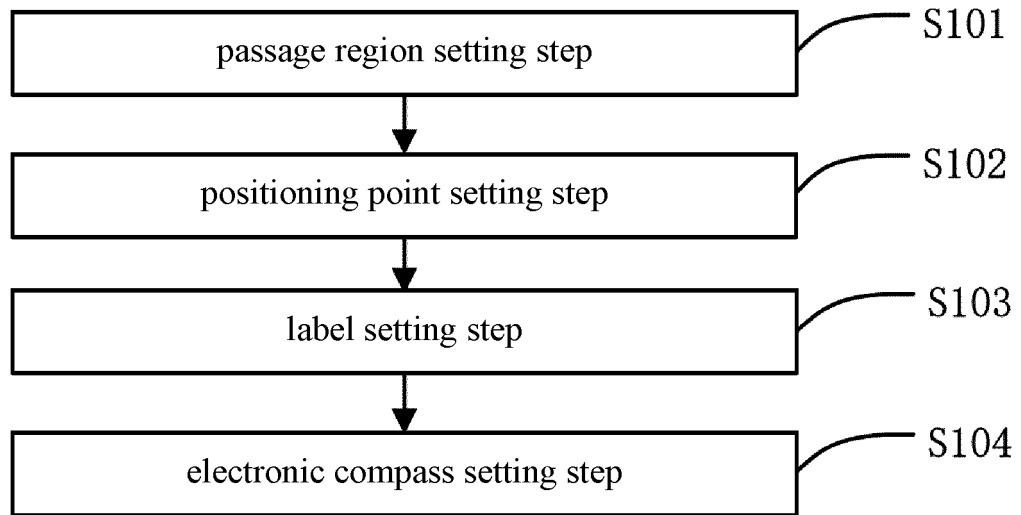 passage region setting step
S101
positioning point setting step
S102
label setting step
S103
electronic compass setting step
S104